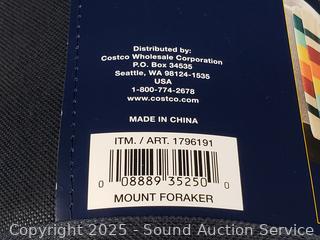 Distributed by:
Costco Wholesale Corporation
P.O. Box 34535
Seattle, WA 98124-1535
USA
1-800-774-2678
www.costco.com
MADE IN CHINA
ITM. / ART. 1796191
0 08889 35250 0
MOUNT FORAKER
Copyright © 2025 - Sound Auction Service